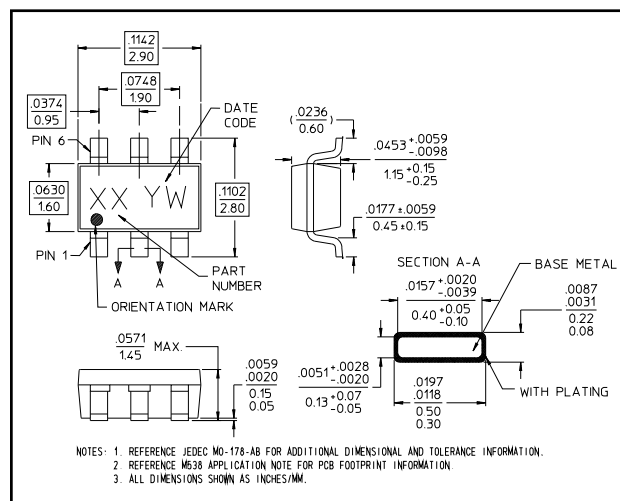 .1142
2.90
.0748
1.90
.0374
0.95
DATE
CODE
PIN 6
.0630
1.60
XX YW
.1102
2.80
PIN 1
A A
PART
NUMBER
ORIENTATION MARK
(.0236
0.60)
.0453 +.0059
-.0098
1.15 +0.15
-0.25
.0177 ±.0059
0.45 ±0.15
SECTION A-A
.0157 +.0020
-.0039
0.40 +0.05
-0.10
BASE METAL
.0087
.0031
0.22
0.08
.0571
1.45 MAX.
.0059
.0020
0.15
0.05
.0051 +.0028
-.0020
0.13 +0.07
-0.05
WITH PLATING
.0197
.0118
0.50
0.30
NOTES: 1. REFERENCE JEDEC MO-178-AB FOR ADDITIONAL DIMENSIONAL AND TOLERANCE INFORMATION.
2. REFERENCE M538 APPLICATION NOTE FOR PCB FOOTPRINT INFORMATION
3. ALL DIMENSIONS SHOWN AS INCHES/MM.